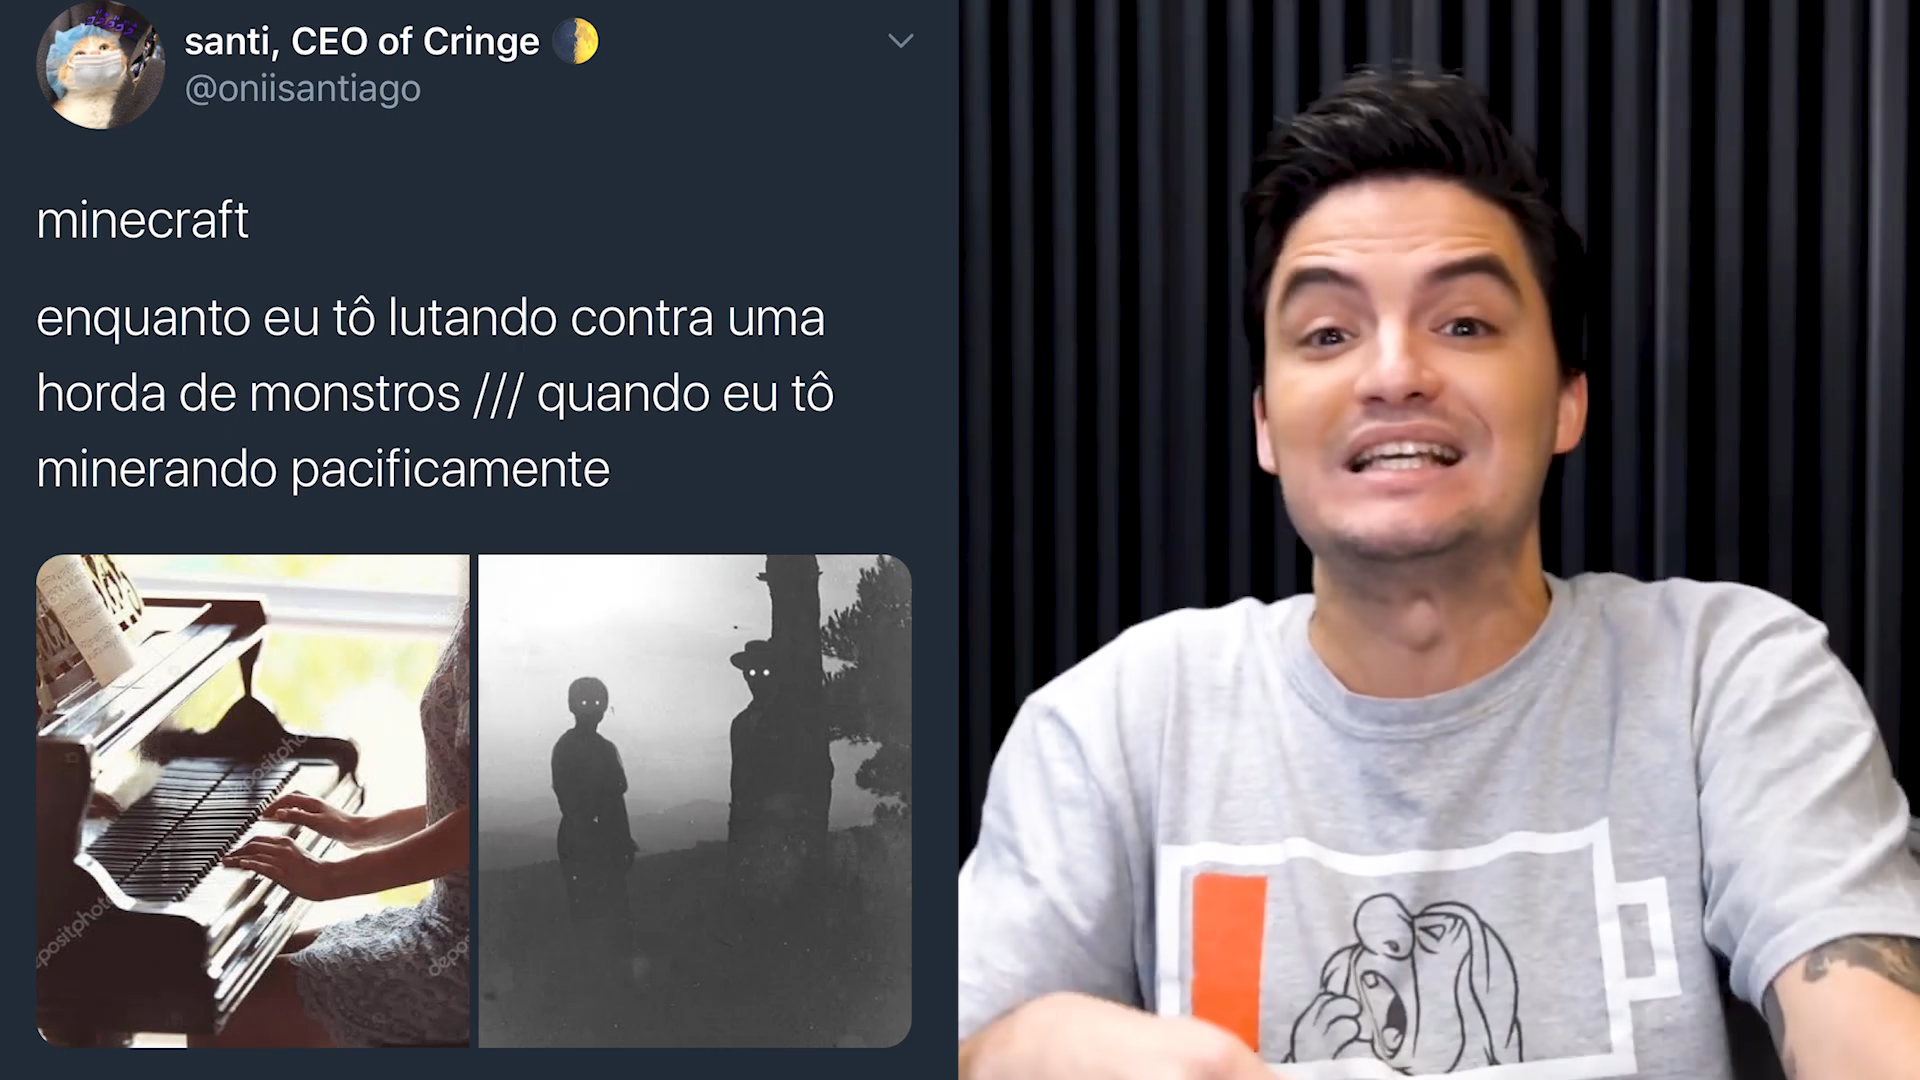 santi, CEO of Cringe
@oniisantiago
minecraft
enquanto eu tô lutando contra uma
horda de monstros /// quando eu tô
minerando pacificamente
depositphotos